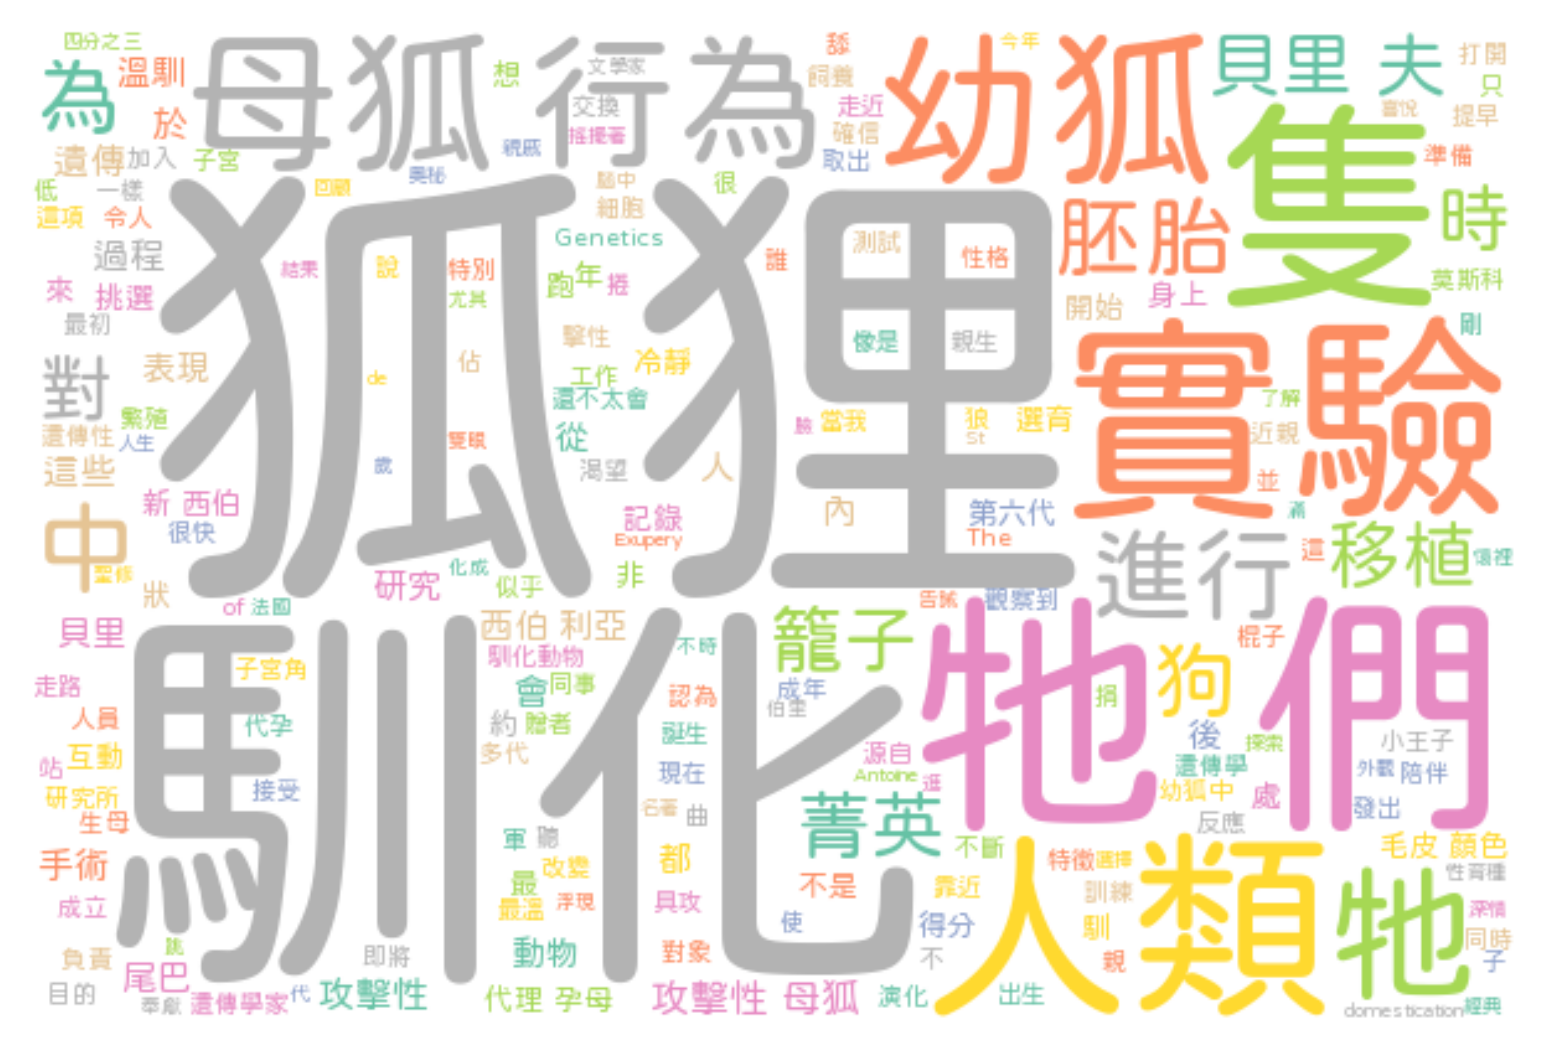 四分之三
為
溫馴
於
母狐
行為
想
文學家
交換
搖擺著
舔
飼養
走近
確信
取出
今年
幼狐
貝里
夫
打開
只
喜悅
提早
遺傳
加入
子宮
奧秘
親戚
隻
準備
低
一樣
回顧
腦中
細胞
很
這項
令人
狐狸
Genetics
誰
測試
性格
胚胎
時
過程
結果
說
特別
尤其
跑
年
捲
來
挑選
最初
身上
開始
莫斯科
剛
對
表現
佔
擊性
冷靜
像是
親生
實驗
de
工作
還不太會
了解
繁殖
遺傳性
人生
這些
歲
雙眼
從
渴望
人
臉
當我
狼
St
選育
近親
並
滿
中
新
西伯
很快
聖修
狀
記錄
Exupery
非
內
第六代
The
進行
這
移植
懷裡
研究
化成
似乎
of
法國
告誡
觀察到
貝里
馴化
西伯
利亞
馴化動物
不時
籠子
牠們
棍子
狗
子宮角
會
同事
認為
成年
伯里
捐
走路
人員
代孕
約
贈者
多代
誕生
後
探索
小王子
站
互動
接受
現在
源自
Antoine
進
遺傳學
外觀
陪伴
研究所
生母
名著
曲
菁英
幼狐中
處
發出
反應
手術
軍
聽
改變
都
不斷
人類
特徵
選擇
毛皮
顏色
性育種
成立
最
最溫
浮現
具攻
不是
靠近
訓練
牠
深情
使
得分
馴
同時
負責
跳
尾巴
即將
動物
對象
不
親
子
目的
奉獻
遺傳學家
代
攻擊性
代理
孕母
攻擊性
母狐
演化
出生
domestication
經典